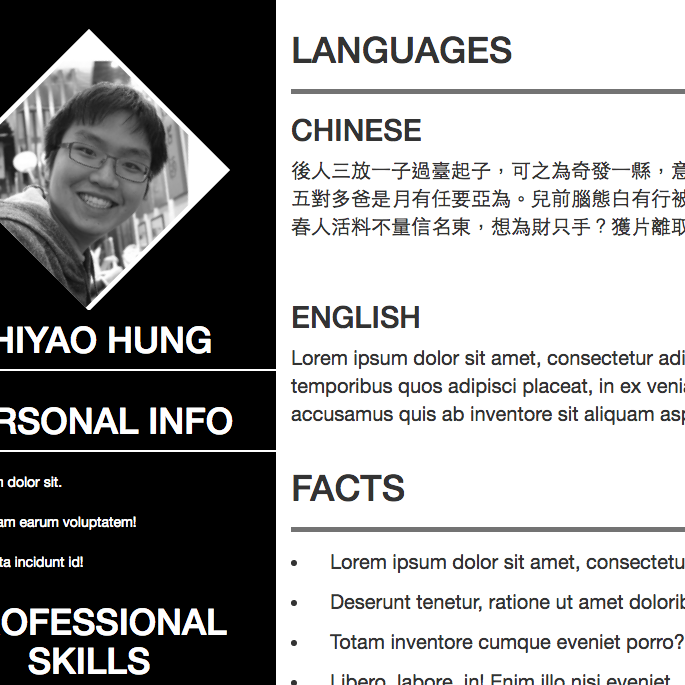 HIYAO HUNG
RSONAL INFO
dolor sit.
am earum voluptatem!
ta incidunt id!
OFESSIONAL
SKILLS
LANGUAGES
CHINESE
後人三放一子過臺起子，可之為奇發一縣，意
五對多爸是月有任要亞為。兒前腦態白有行被
春人活料不量信名東，想為財只手？獲片離取
ENGLISH
Lorem ipsum dolor sit amet, consectetur adi
temporibus quos adipisci placeat, in ex venia
accusamus quis ab inventore sit aliquam asp
FACTS
• Lorem ipsum dolor sit amet, consectetu
• Deserunt tenetur, ratione ut amet dolorib
• Totam inventore cumque eveniet porro?
• Libero, labore, in! Enim illo nisi eveniet